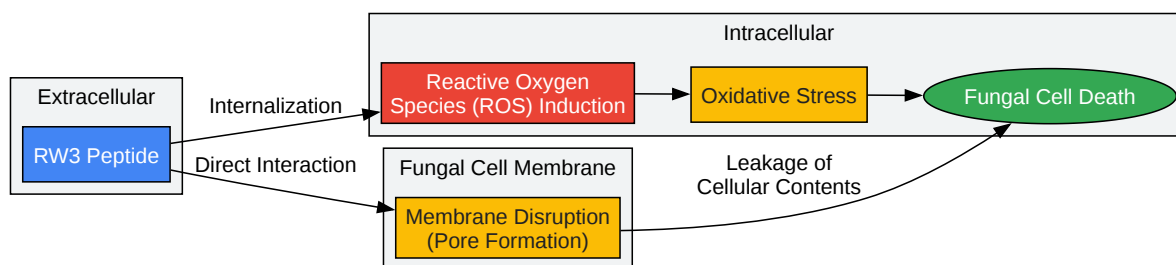 Intracellular
Reactive Oxygen
Species (ROS) Induction
Oxidative Stress
Fungal Cell Death
Extracellular
RW3 Peptide
Internalization
Direct Interaction
Fungal Cell Membrane
Membrane Disruption
(Pore Formation)
Leakage of
Cellular Contents